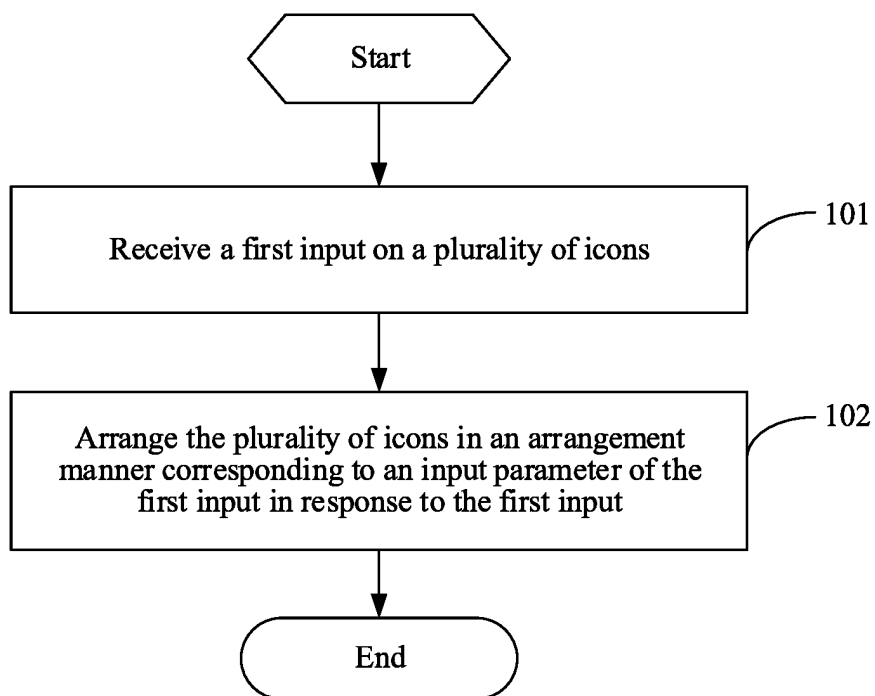 Start
Receive a first input on a plurality of icons
101
Arrange the plurality of icons in an arrangement
manner corresponding to an input parameter of the
first input in response to the first input
102
End